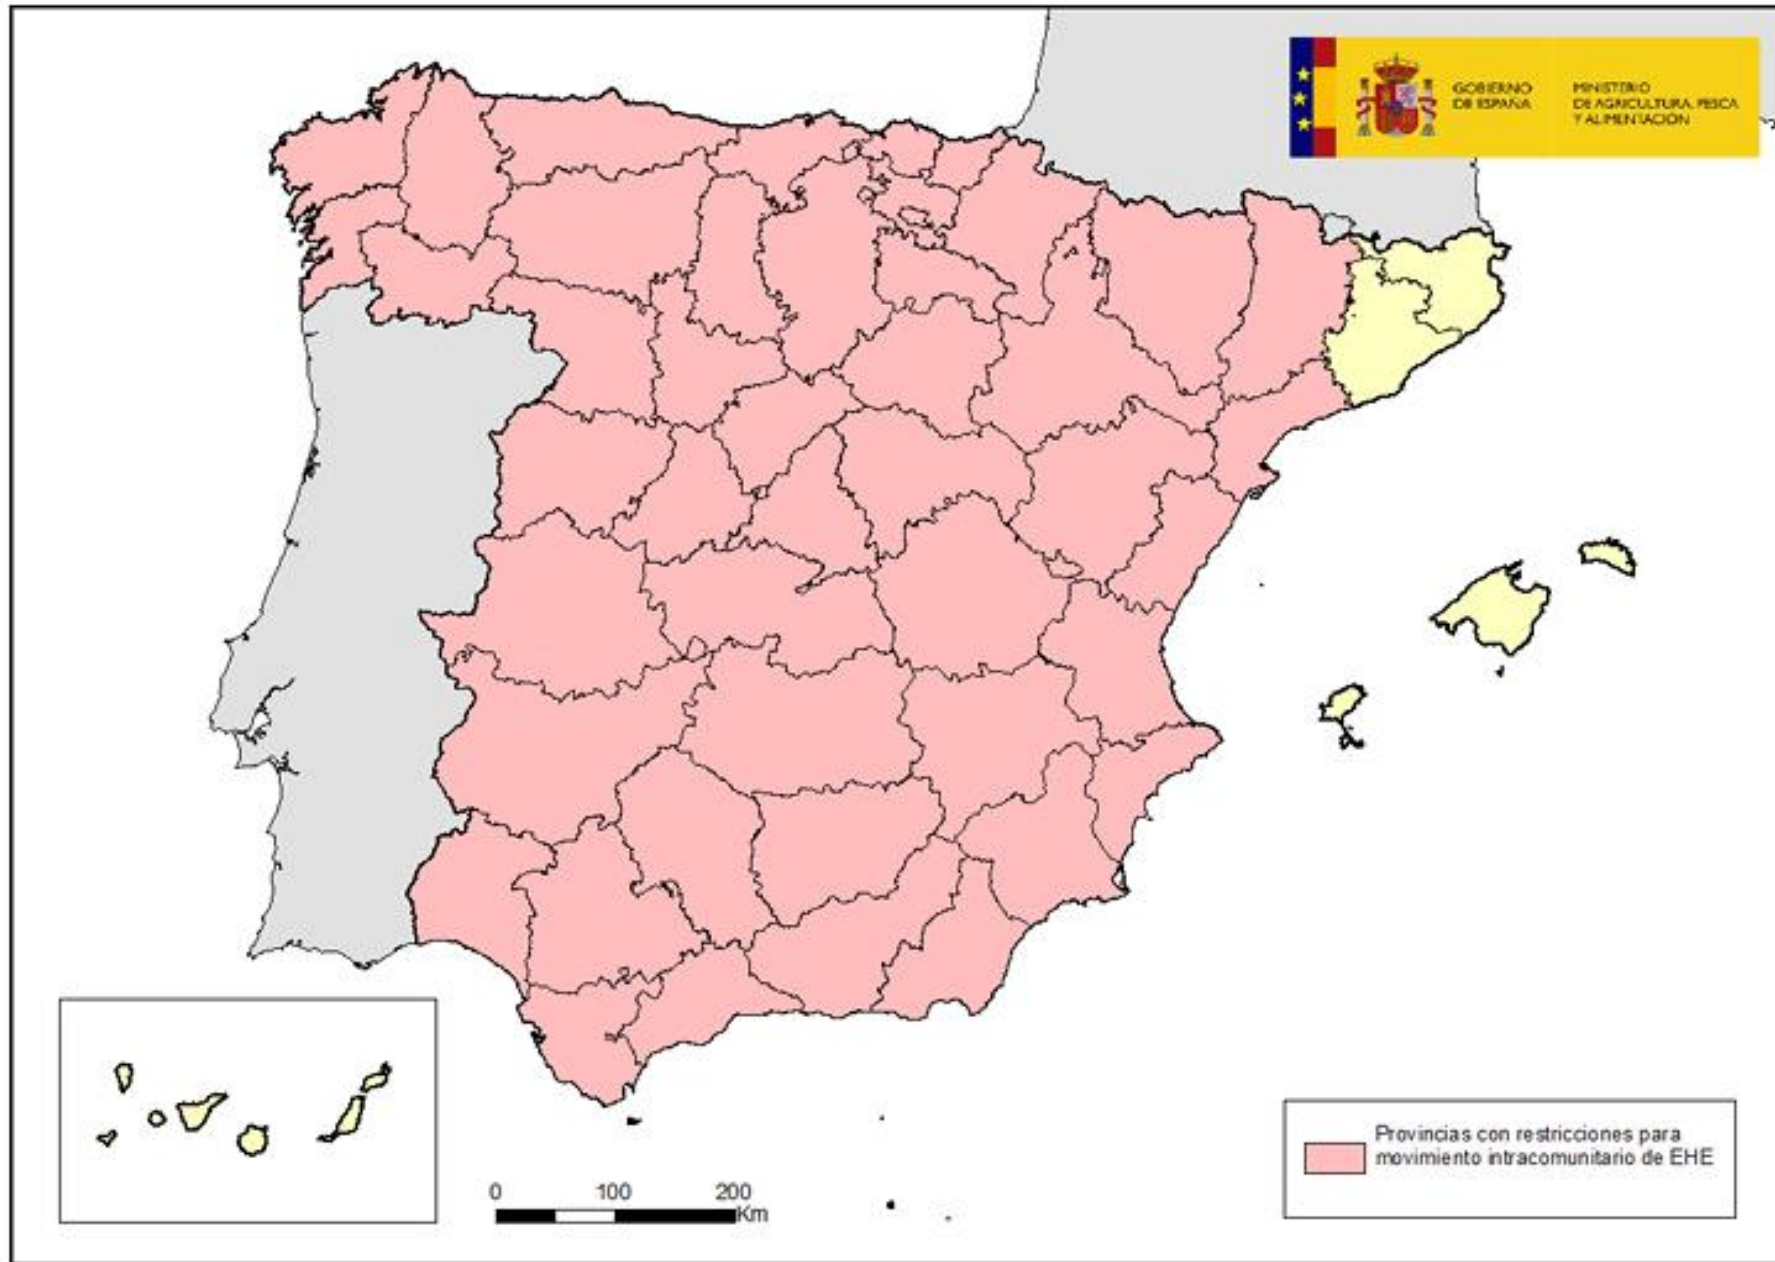 GOBIERNO
DE ESPAÑA
MINISTERIO
DE AGRICULTURA, PESCA
Y ALIMENTACIÓN
0 100 200
Km
Provincias con restricciones para
movimiento intracomunitario de EHE